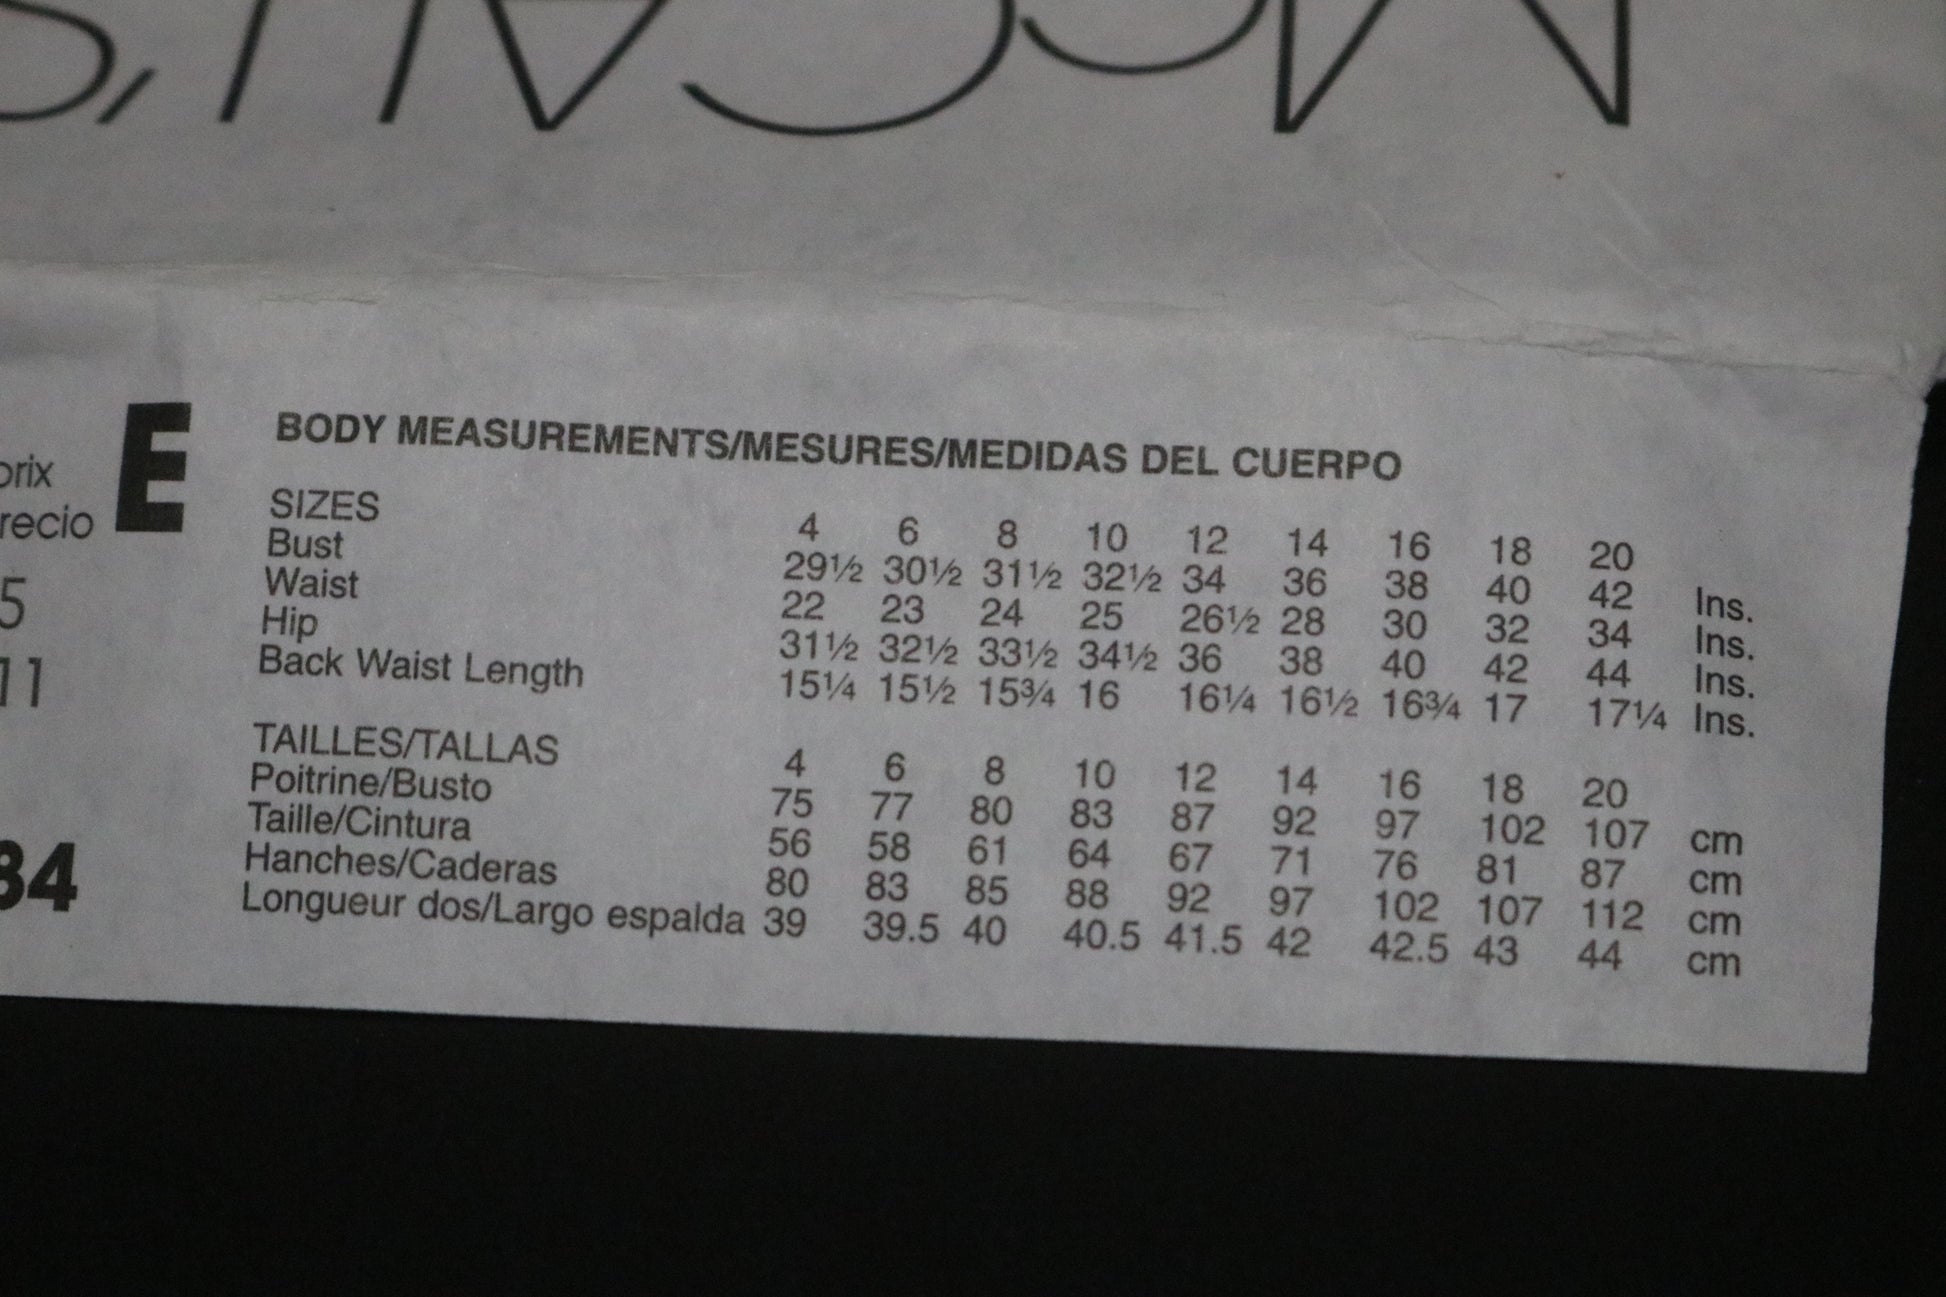 BODY MEASUREMENTS/MESURES/MEDIDAS DEL CUERPO
SIZES 4 6 8 10 12 14 16 18 20
Bust 29½ 30½ 31½ 32½ 34 36 38 40 42 Ins.
Waist 22 23 24 25 26½ 28 30 32 34 Ins.
Hip 31½ 32½ 33½ 34½ 36 38 40 42 44 Ins.
Back Waist Length 15¼ 15½ 15¾ 16 16¼ 16½ 16¾ 17 17¼ Ins.
TAILLES/TALLAS 4 6 8 10 12 14 16 18 20
Poitrine/Busto 75 77 80 83 87 92 97 102 107 cm
Taille/Cintura 56 58 61 64 67 71 76 81 87 cm
Hanches/Caderas 80 83 85 88 92 97 102 107 112 cm
Longueur dos/Largo espalda 39 39.5 40 40.5 41.5 42 42.5 43 44 cm
E
5
11
84